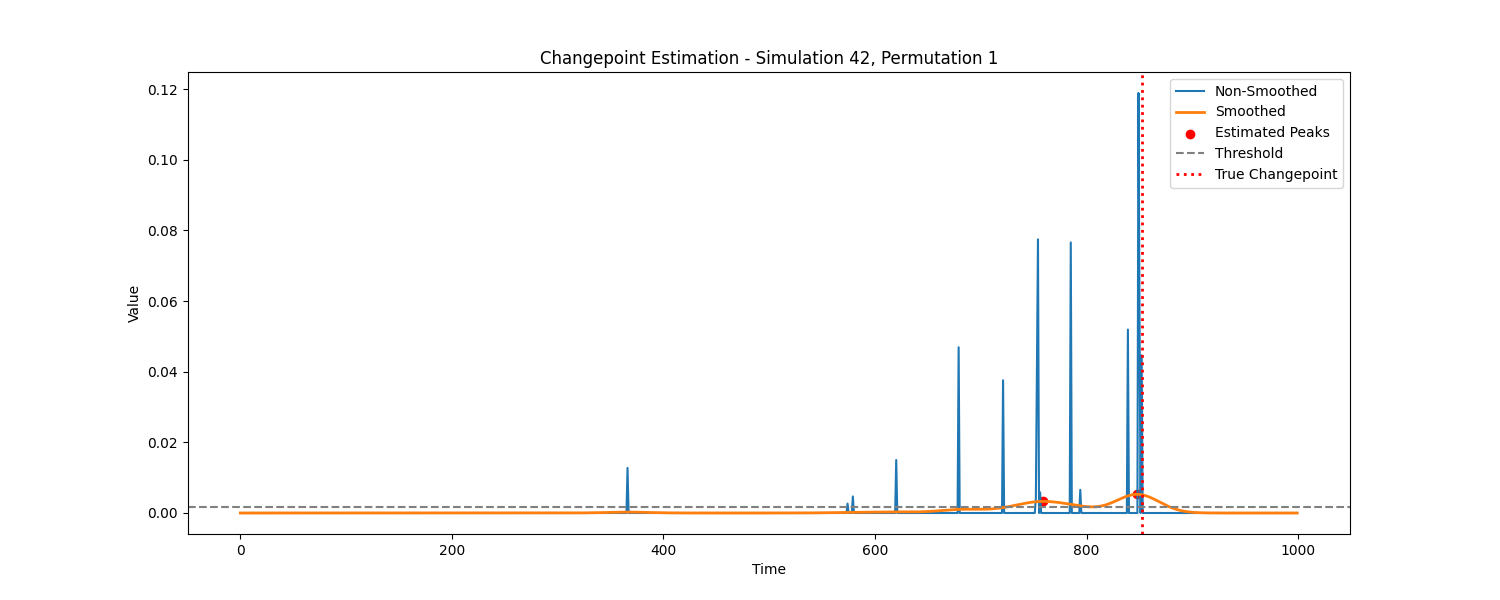 Changepoint Estimation - Simulation 42, Permutation 1
Non-Smoothed
Smoothed
Estimated Peaks
Threshold
True Changepoint
0.12
0.10
0.08
0.06
0.04
0.02
0.00
Value
0 200 400 600 800 1000
Time